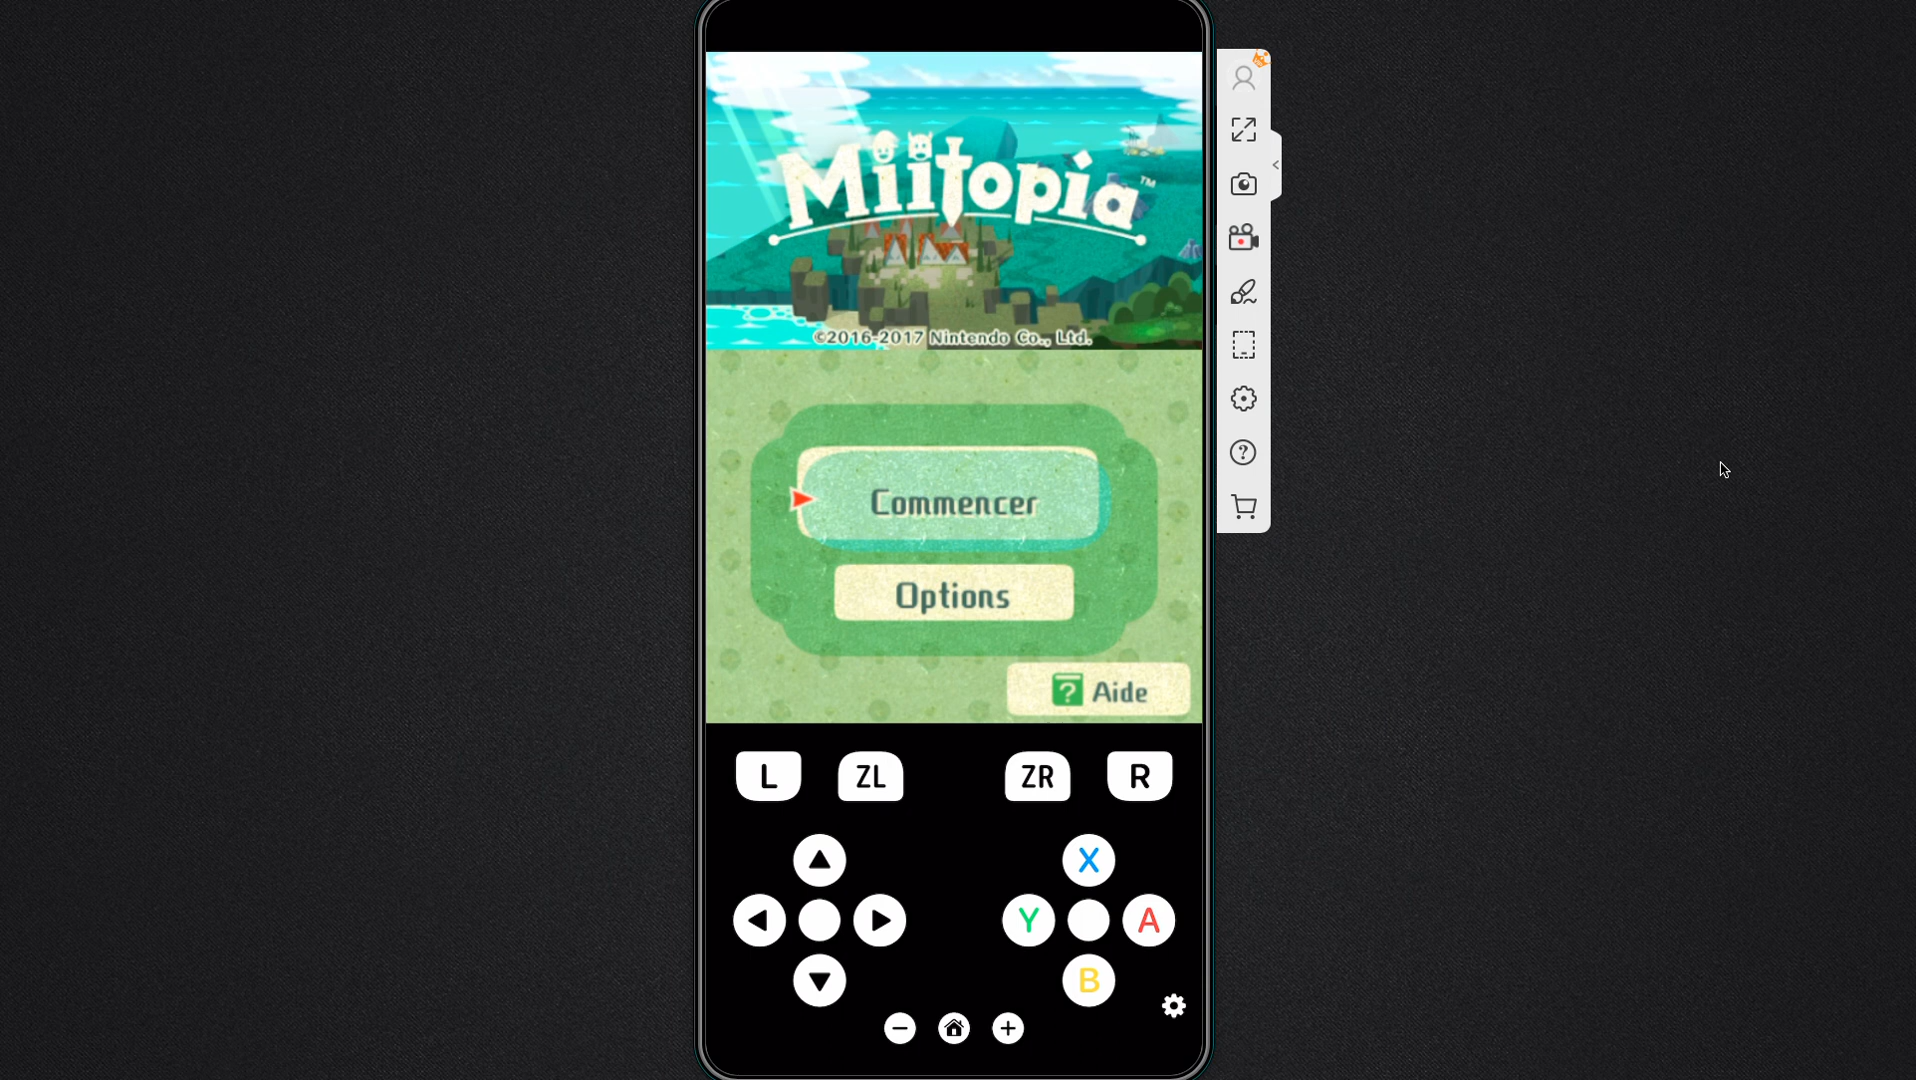 Miitopia™
©2016-2017 Nintendo Co., Ltd.
Commencer
Options
? Aide
L ZL ZR R
X
Y A
B